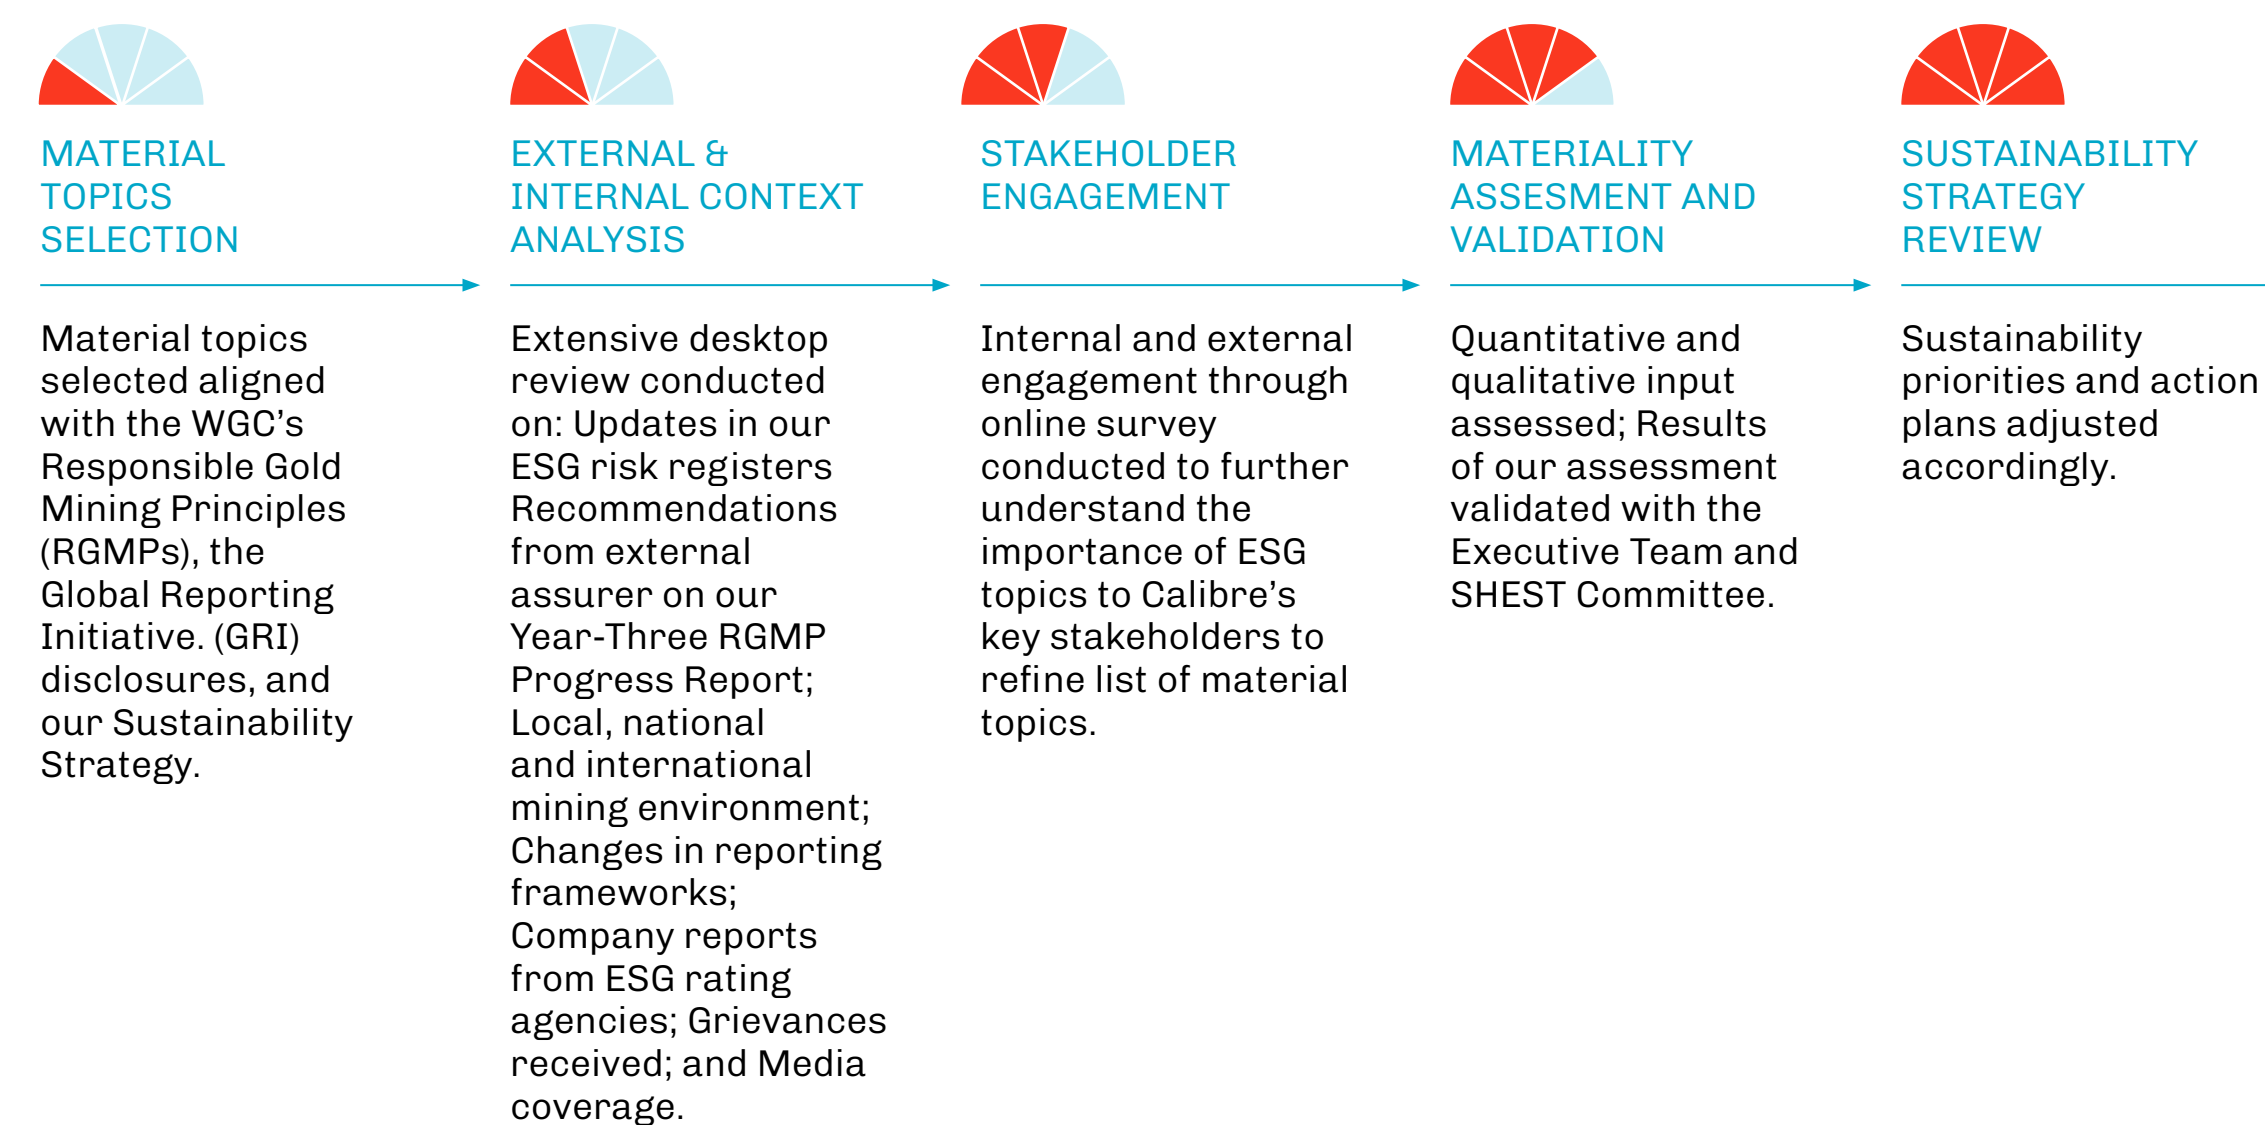 MATERIAL
TOPICS
SELECTION
Material topics
selected aligned
with the WGC’s
Responsible Gold
Mining Principles
(RGMPs), the
Global Reporting
Initiative. (GRI)
disclosures, and
our Sustainability
Strategy.
EXTERNAL &
INTERNAL CONTEXT
ANALYSIS
Extensive desktop
review conducted
on: Updates in our
ESG risk registers
Recommendations
from external
assurer on our
Year-Three RGMP
Progress Report;
Local, national
and international
mining environment;
Changes in reporting
frameworks;
Company reports
from ESG rating
agencies; Grievances
received; and Media
coverage.
STAKEHOLDER
ENGAGEMENT
Internal and external
engagement through
online survey
conducted to further
understand the
importance of ESG
topics to Calibre’s
key stakeholders to
refine list of material
topics.
MATERIALITY
ASSESMENT AND
VALIDATION
Quantitative and
qualitative input
assessed; Results
of our assessment
validated with the
Executive Team and
SHEST Committee.
SUSTAINABILITY
STRATEGY
REVIEW
Sustainability
priorities and action
plans adjusted
accordingly.